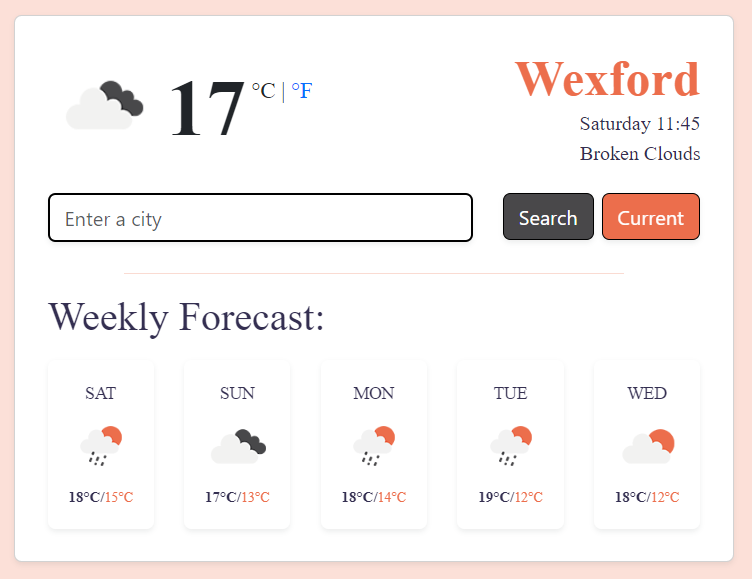 17 °C | °F
Wexford
Saturday 11:45
Broken Clouds
Enter a city
Search
Current
Weekly Forecast:
SAT
SUN
MON
TUE
WED
18°C/15°C
17°C/13°C
18°C/14°C
19°C/12°C
18°C/12°C